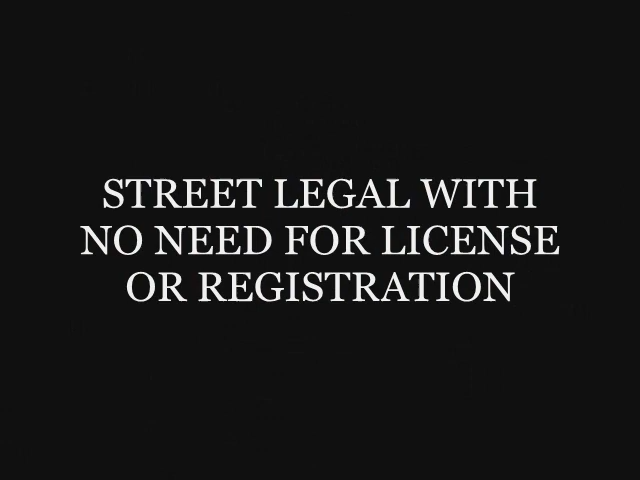 STREET LEGAL WITH
NO NEED FOR LICENSE
OR REGISTRATION